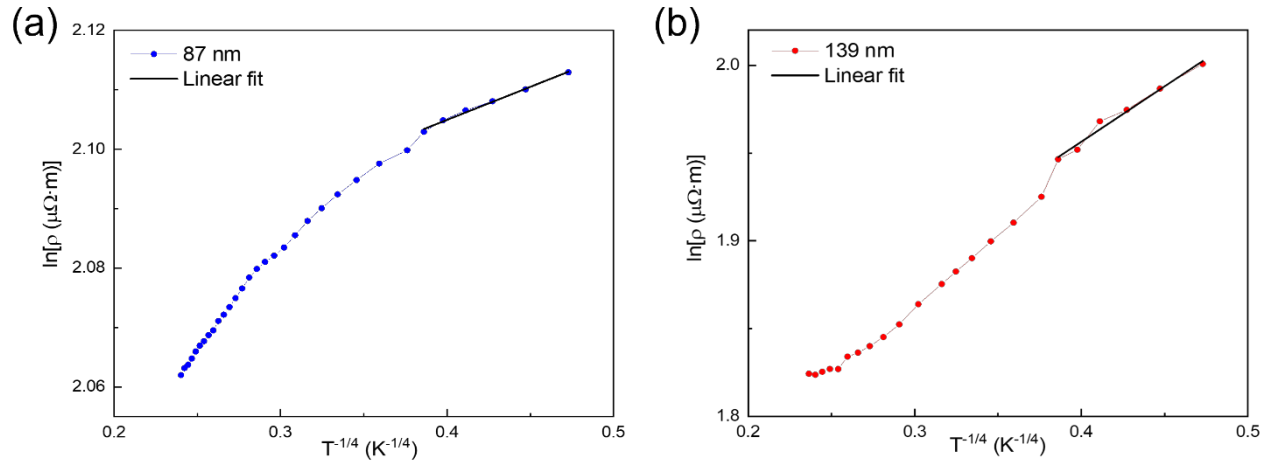 (a)
87 nm
Linear fit
2.12
2.10
2.08
2.06
ln[ρ (μΩ·m)]
0.2 0.3 0.4 0.5
T-1/4 (K-1/4)
(b)
139 nm
Linear fit
2.0
1.9
1.8
ln[ρ (μΩ·m)]
0.2 0.3 0.4 0.5
T-1/4 (K-1/4)